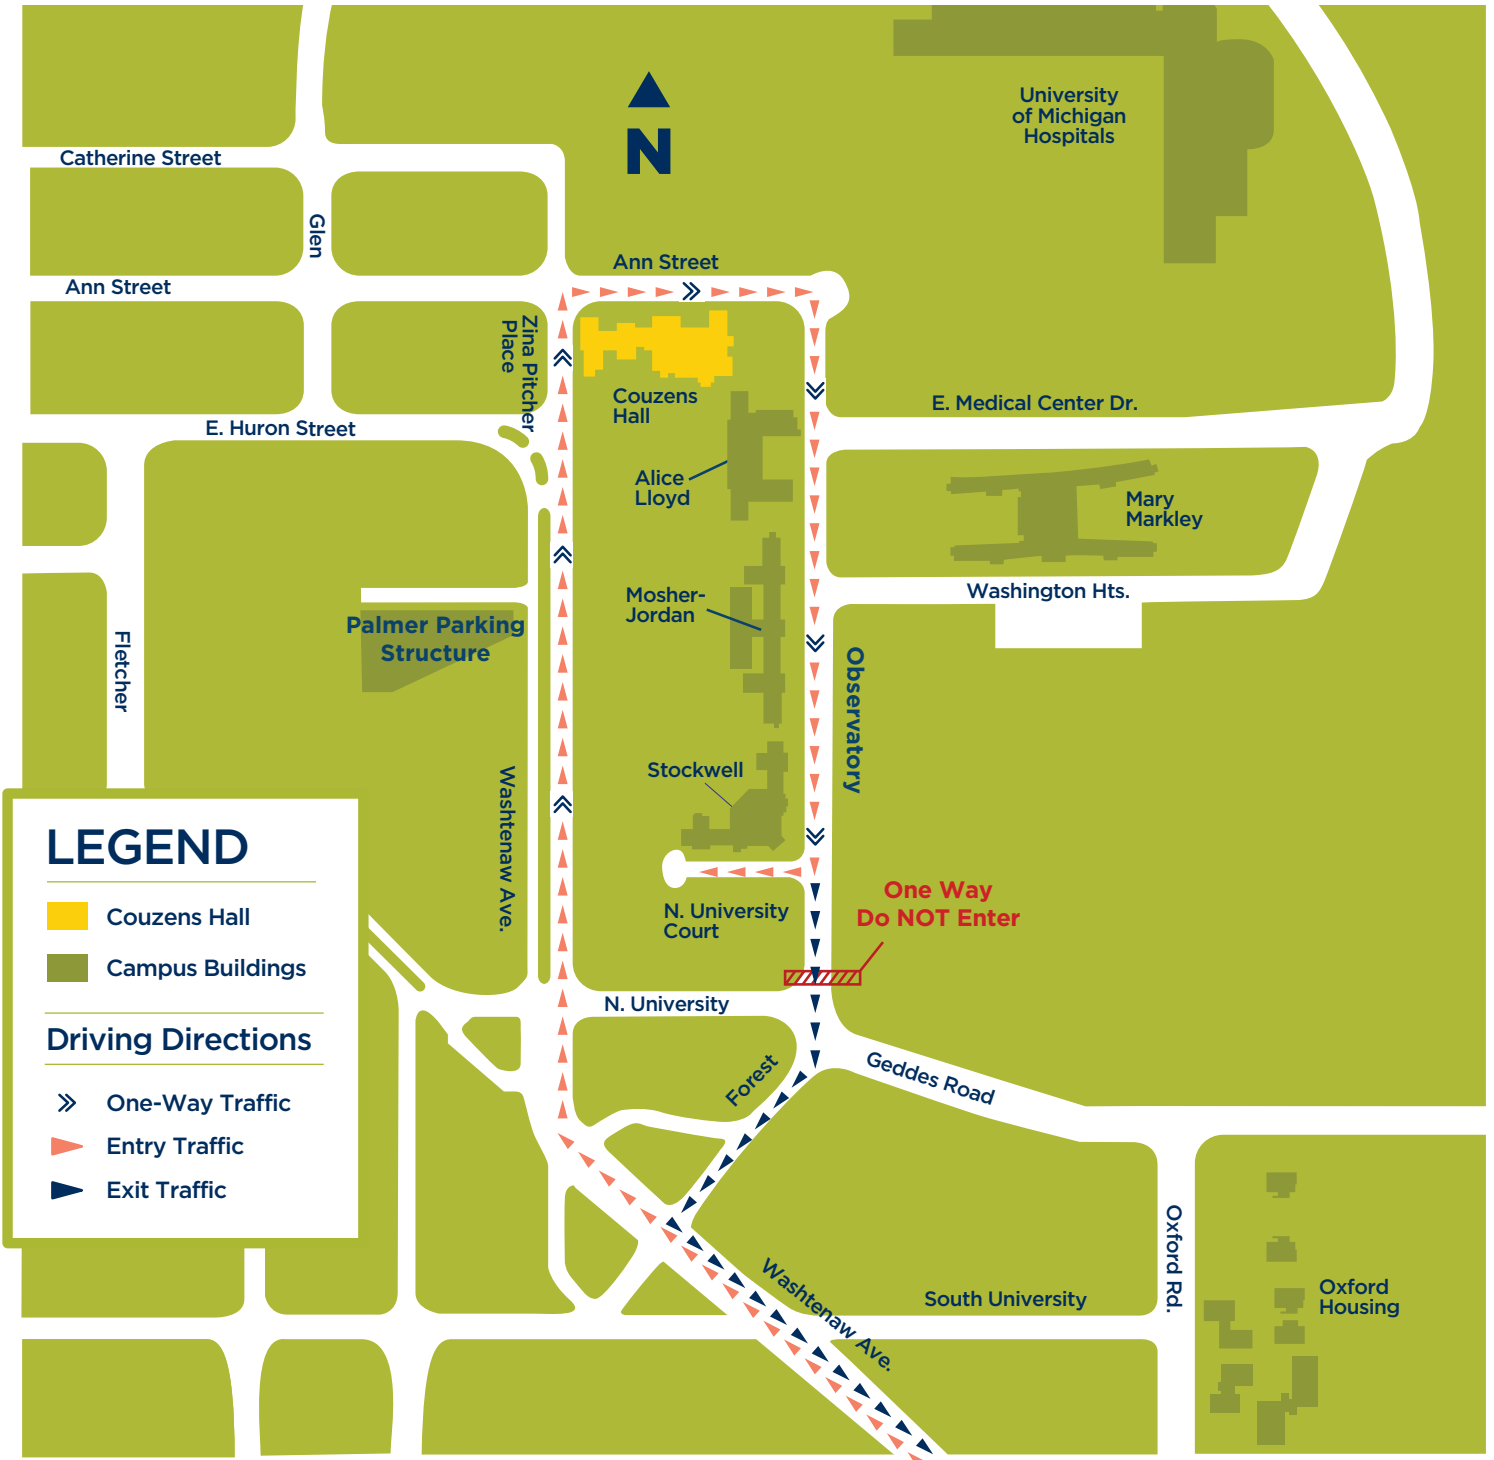 University
of Michigan
Hospitals
N
Catherine Street
Glen
Ann Street
Ann Street
Zina Pitcher
Place
Couzens
Hall
E. Medical Center Dr.
E. Huron Street
Alice
Lloyd
Mary
Markley
Mosher-
Jordan
Washington Hts.
Palmer Parking
Structure
Fletcher
Observatory
Stockwell
Washtenaw Ave.
LEGEND
Couzens Hall
Campus Buildings
Driving Directions
One-Way Traffic
Entry Traffic
Exit Traffic
One Way
Do NOT Enter
N. University
Court
N. University
Forest
Geddes Road
Oxford Rd.
Washtenaw Ave.
South University
Oxford
Housing